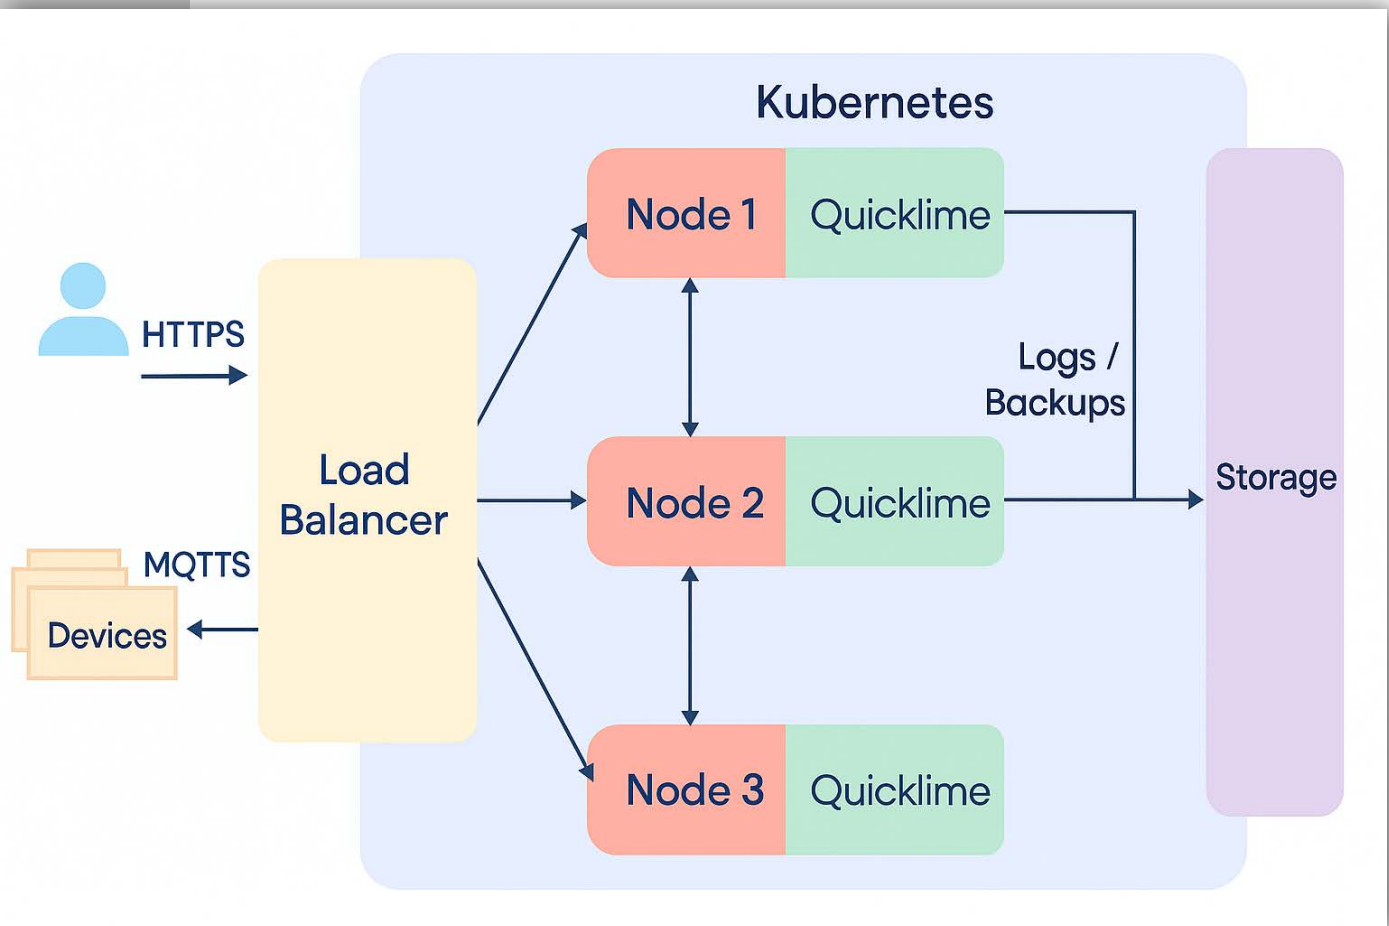 Kubernetes
Node 1
Quicklime
HTTPS
Logs /
Backups
Load
Balancer
Node 2
Quicklime
Storage
MQTTS
Devices
Node 3
Quicklime